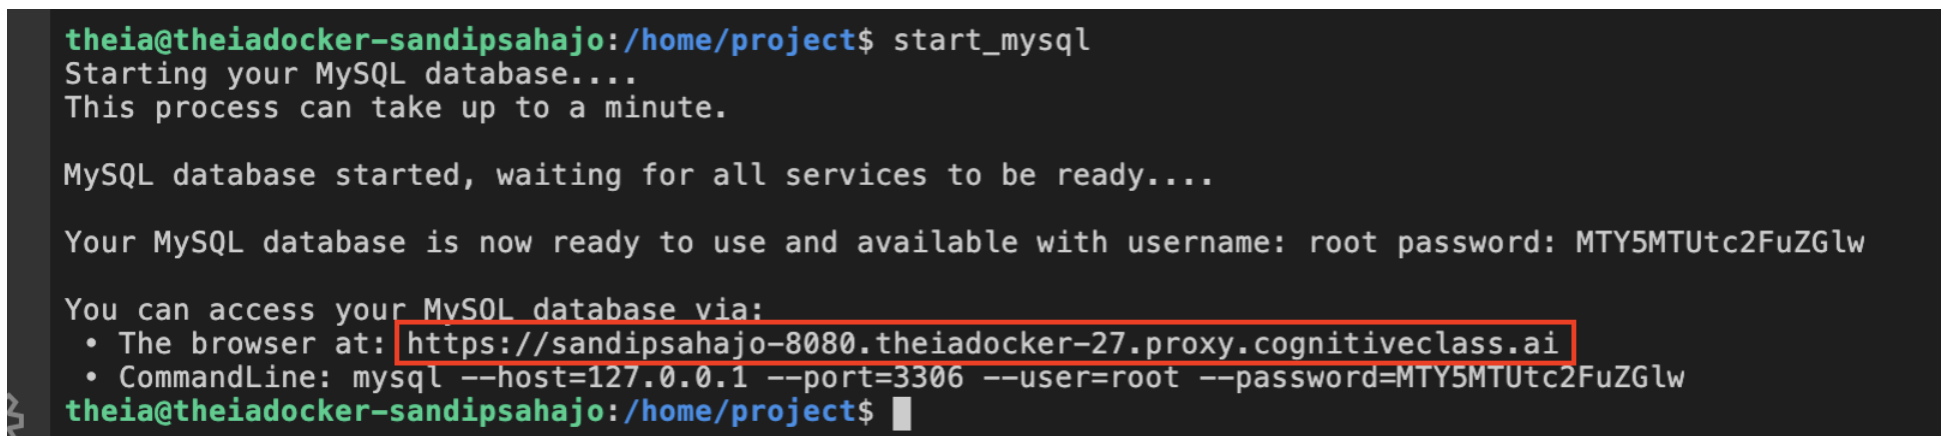 theia@theiadocker-sandipsahajo:/home/project$ start_mysql
Starting your MySQL database....
This process can take up to a minute.
MySQL database started, waiting for all services to be ready....
Your MySQL database is now ready to use and available with username: root password: MTY5MTUtc2FuZGlw
You can access your MySQL database via:
• The browser at: https://sandipsahajo-8080.theiadocker-27.proxy.cognitiveclass.ai
• CommandLine: mysql --host=127.0.0.1 --port=3306 --user=root --password=MTY5MTUtc2FuZGlw
theia@theiadocker-sandipsahajo:/home/project$